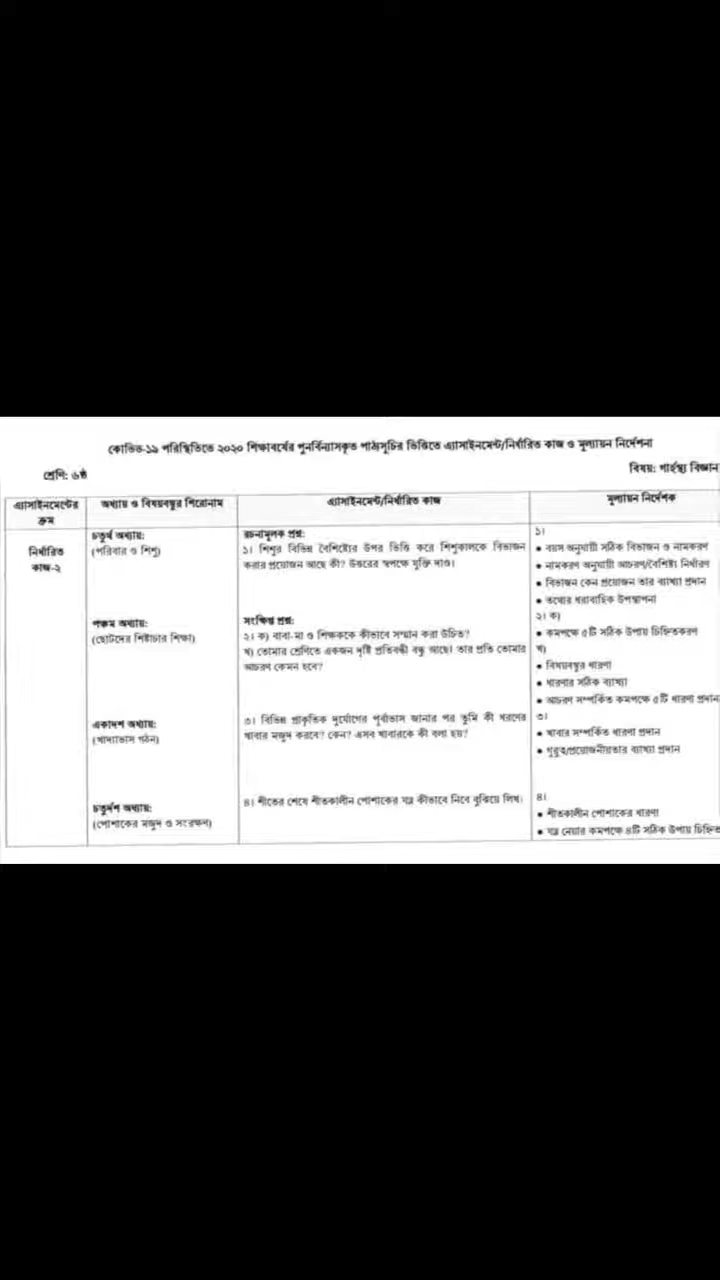 কোভিড-১৯ পরিস্থিতিতে ২০২০ শিক্ষাবর্ষের পুনর্বিন্যাসকৃত পাঠ্যসূচির ভিত্তিতে এ্যাসাইনমেন্ট/নির্ধারিত কাজ ও মূল্যায়ন নির্দেশনা
শ্রেণি: ৬ষ্ঠ
বিষয়: গার্হস্থ্য বিজ্ঞান
এ্যাসাইনমেন্টের
ক্রম
অধ্যায় ও বিষয়বস্তুর শিরোনাম
এ্যাসাইনমেন্ট/নির্ধারিত কাজ
মূল্যায়ন নির্দেশক
নির্ধারিত
কাজ-২
চতুর্থ অধ্যায়:
(পরিবার ও শিশু)
রচনামূলক প্রশ্ন:
১। শিশুর বিভিন্ন বৈশিষ্ট্যের উপর ভিত্তি করে শিশুকালকে বিভাজন
করার প্রয়োজন আছে কী? উত্তরের স্বপক্ষে যুক্তি দাও।
১।
• বয়স অনুযায়ী সঠিক বিভাজন ও নামকরণ
• নামকরণ অনুযায়ী আচরণ/বৈশিষ্ট্য নির্ধারণ
• বিভাজন কেন প্রয়োজন তার ব্যাখ্যা প্রদান
• তথ্যের ধারাবাহিক উপস্থাপনা
পঞ্চম অধ্যায়:
(ছোটদের শিষ্টাচার শিক্ষা)
সংক্ষিপ্ত প্রশ্ন:
২। ক) বাবা-মা ও শিক্ষককে কীভাবে সম্মান করা উচিত?
খ) তোমার শ্রেণিতে একজন দৃষ্টি প্রতিবন্ধী বন্ধু আছে। তার প্রতি তোমার
আচরণ কেমন হবে?
২। ক)
• কমপক্ষে ৫টি সঠিক উপায় চিহ্নিতকরণ
খ)
• বিষয়বস্তুর ধারণা
• ধারণার সঠিক ব্যাখ্যা
• আচরণ সম্পর্কিত কমপক্ষে ৫টি ধারণা প্রদান
একাদশ অধ্যায়:
(খাদ্যাভাস গঠন)
৩। বিভিন্ন প্রাকৃতিক দুর্যোগের পূর্বাভাস জানার পর তুমি কী ধরণের
খাবার মজুদ করবে? কেন? এসব খাবারকে কী বলা হয়?
৩।
• খাবার সম্পর্কিত ধারণা প্রদান
• গুরুত্ব/প্রয়োজনীয়তার ব্যাখ্যা প্রদান
চতুর্দশ অধ্যায়:
(পোশাকের মজুদ ও সংরক্ষন)
৪। শীতের শেষে শীতকালীন পোশাকের যত্ন কীভাবে নিবে বুঝিয়ে লিখ।
৪।
• শীতকালীন পোশাকের ধারণা
• যত্ন নেয়ার কমপক্ষে ৪টি সঠিক উপায় চিহ্নিত